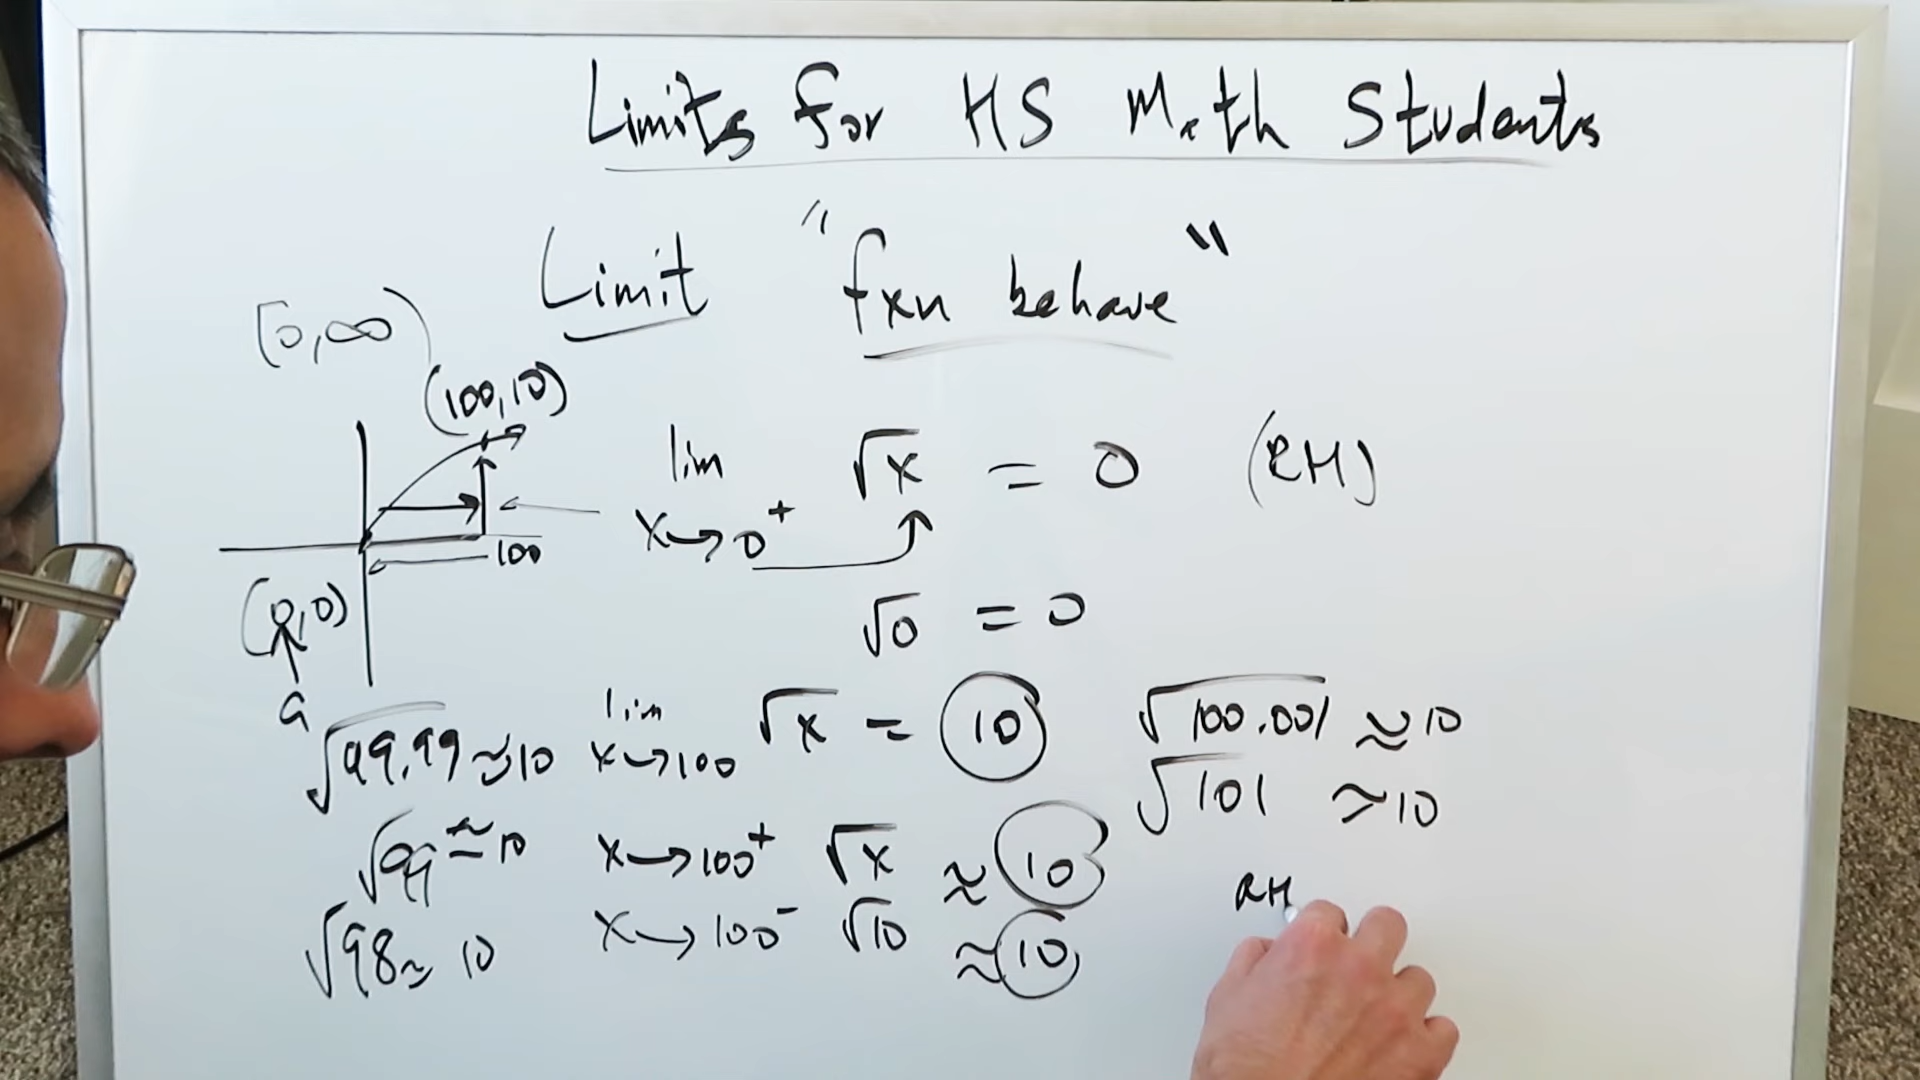 Limits for HS Math Students
Limit "fxn behave"
[0,∞)
(100,10)
lim √x = 0 (RH)
x→0⁺
100
(0,0)
√0 = 0
a
lim √x = 10
x→100
√99.99 ≈ 10
√100.001 ≈ 10
√101 ≈ 10
√99 ≈ 10
x→100⁺ √x ≈ 10
√98 ≈ 10
x→100⁻ √10 ≈ 10
RH